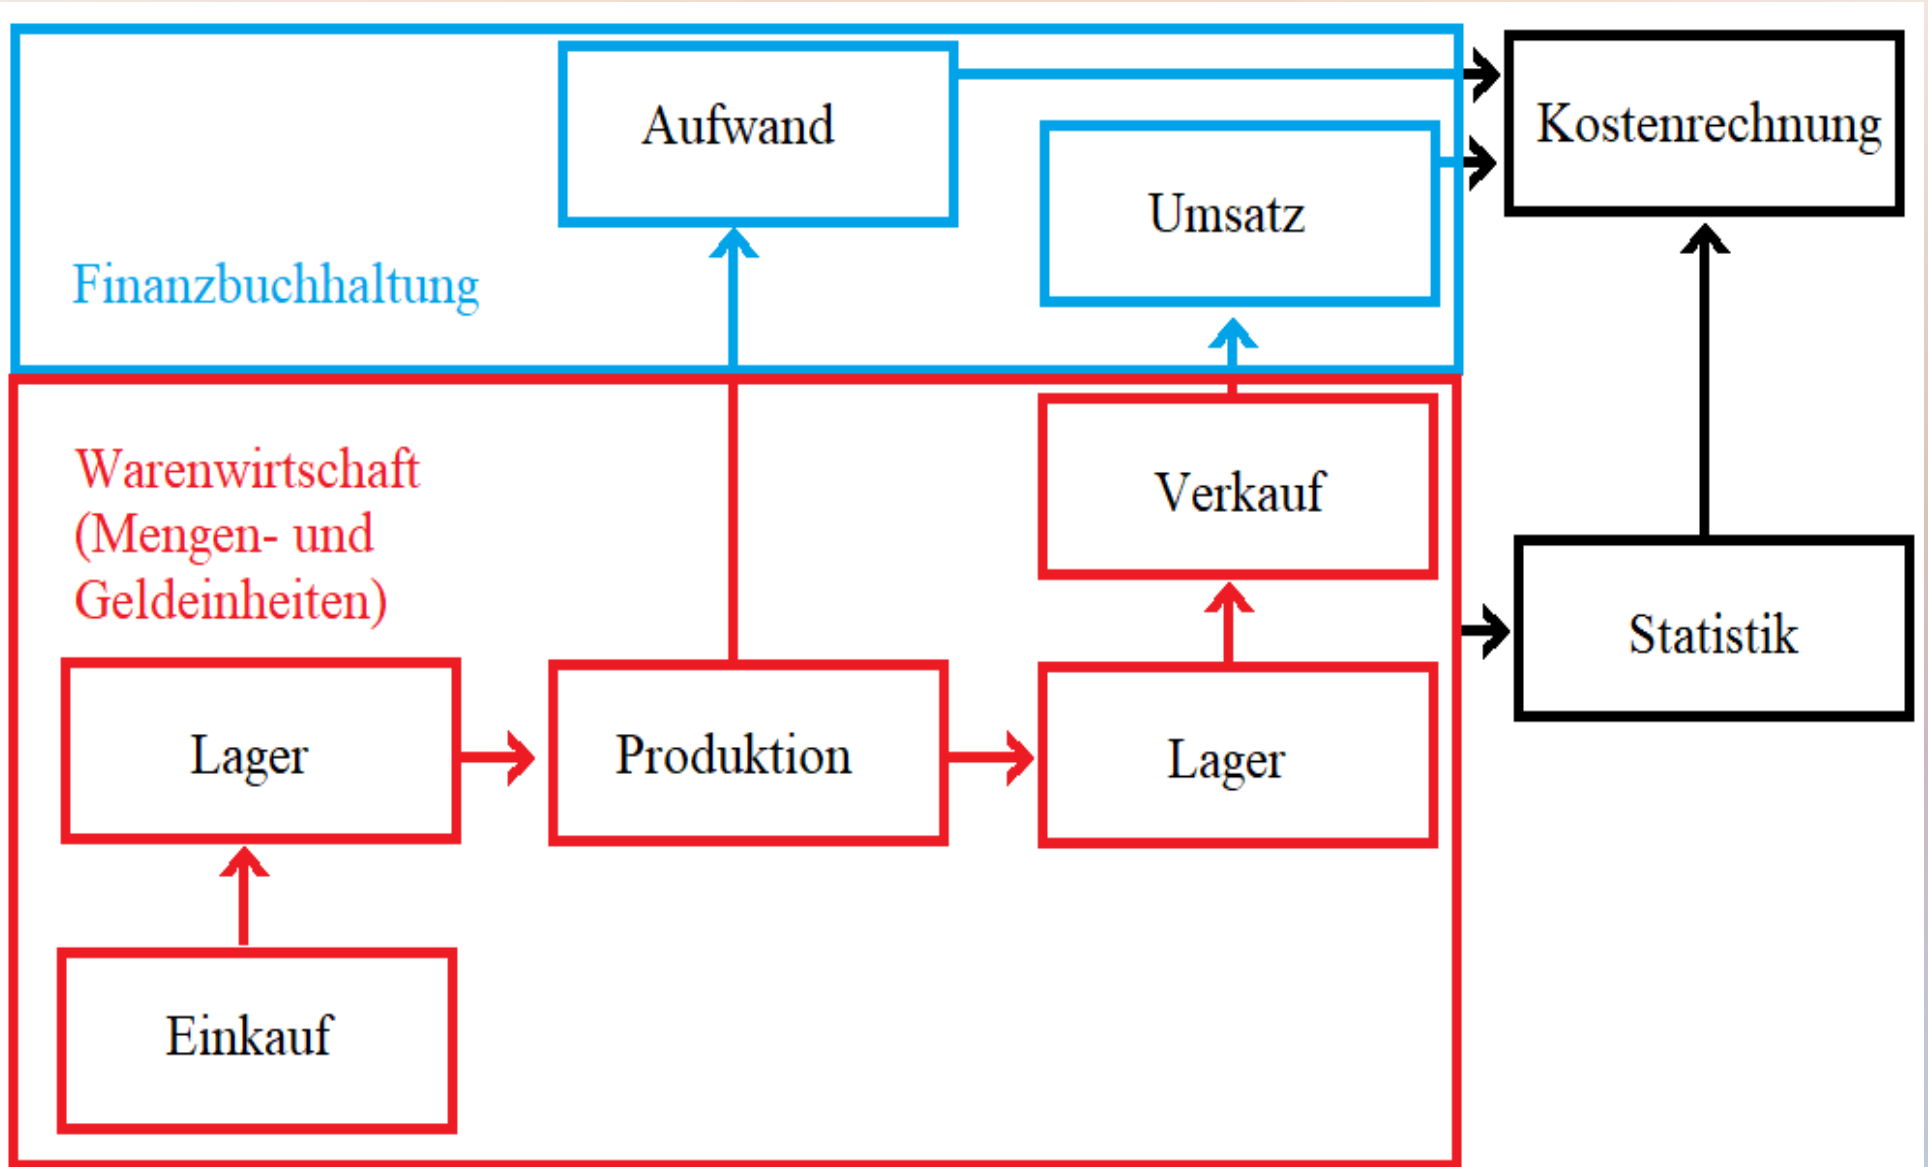 Aufwand
Kostenrechnung
Umsatz
Finanzbuchhaltung
Warenwirtschaft
(Mengen- und
Geldeinheiten)
Verkauf
Statistik
Lager
Produktion
Lager
Einkauf